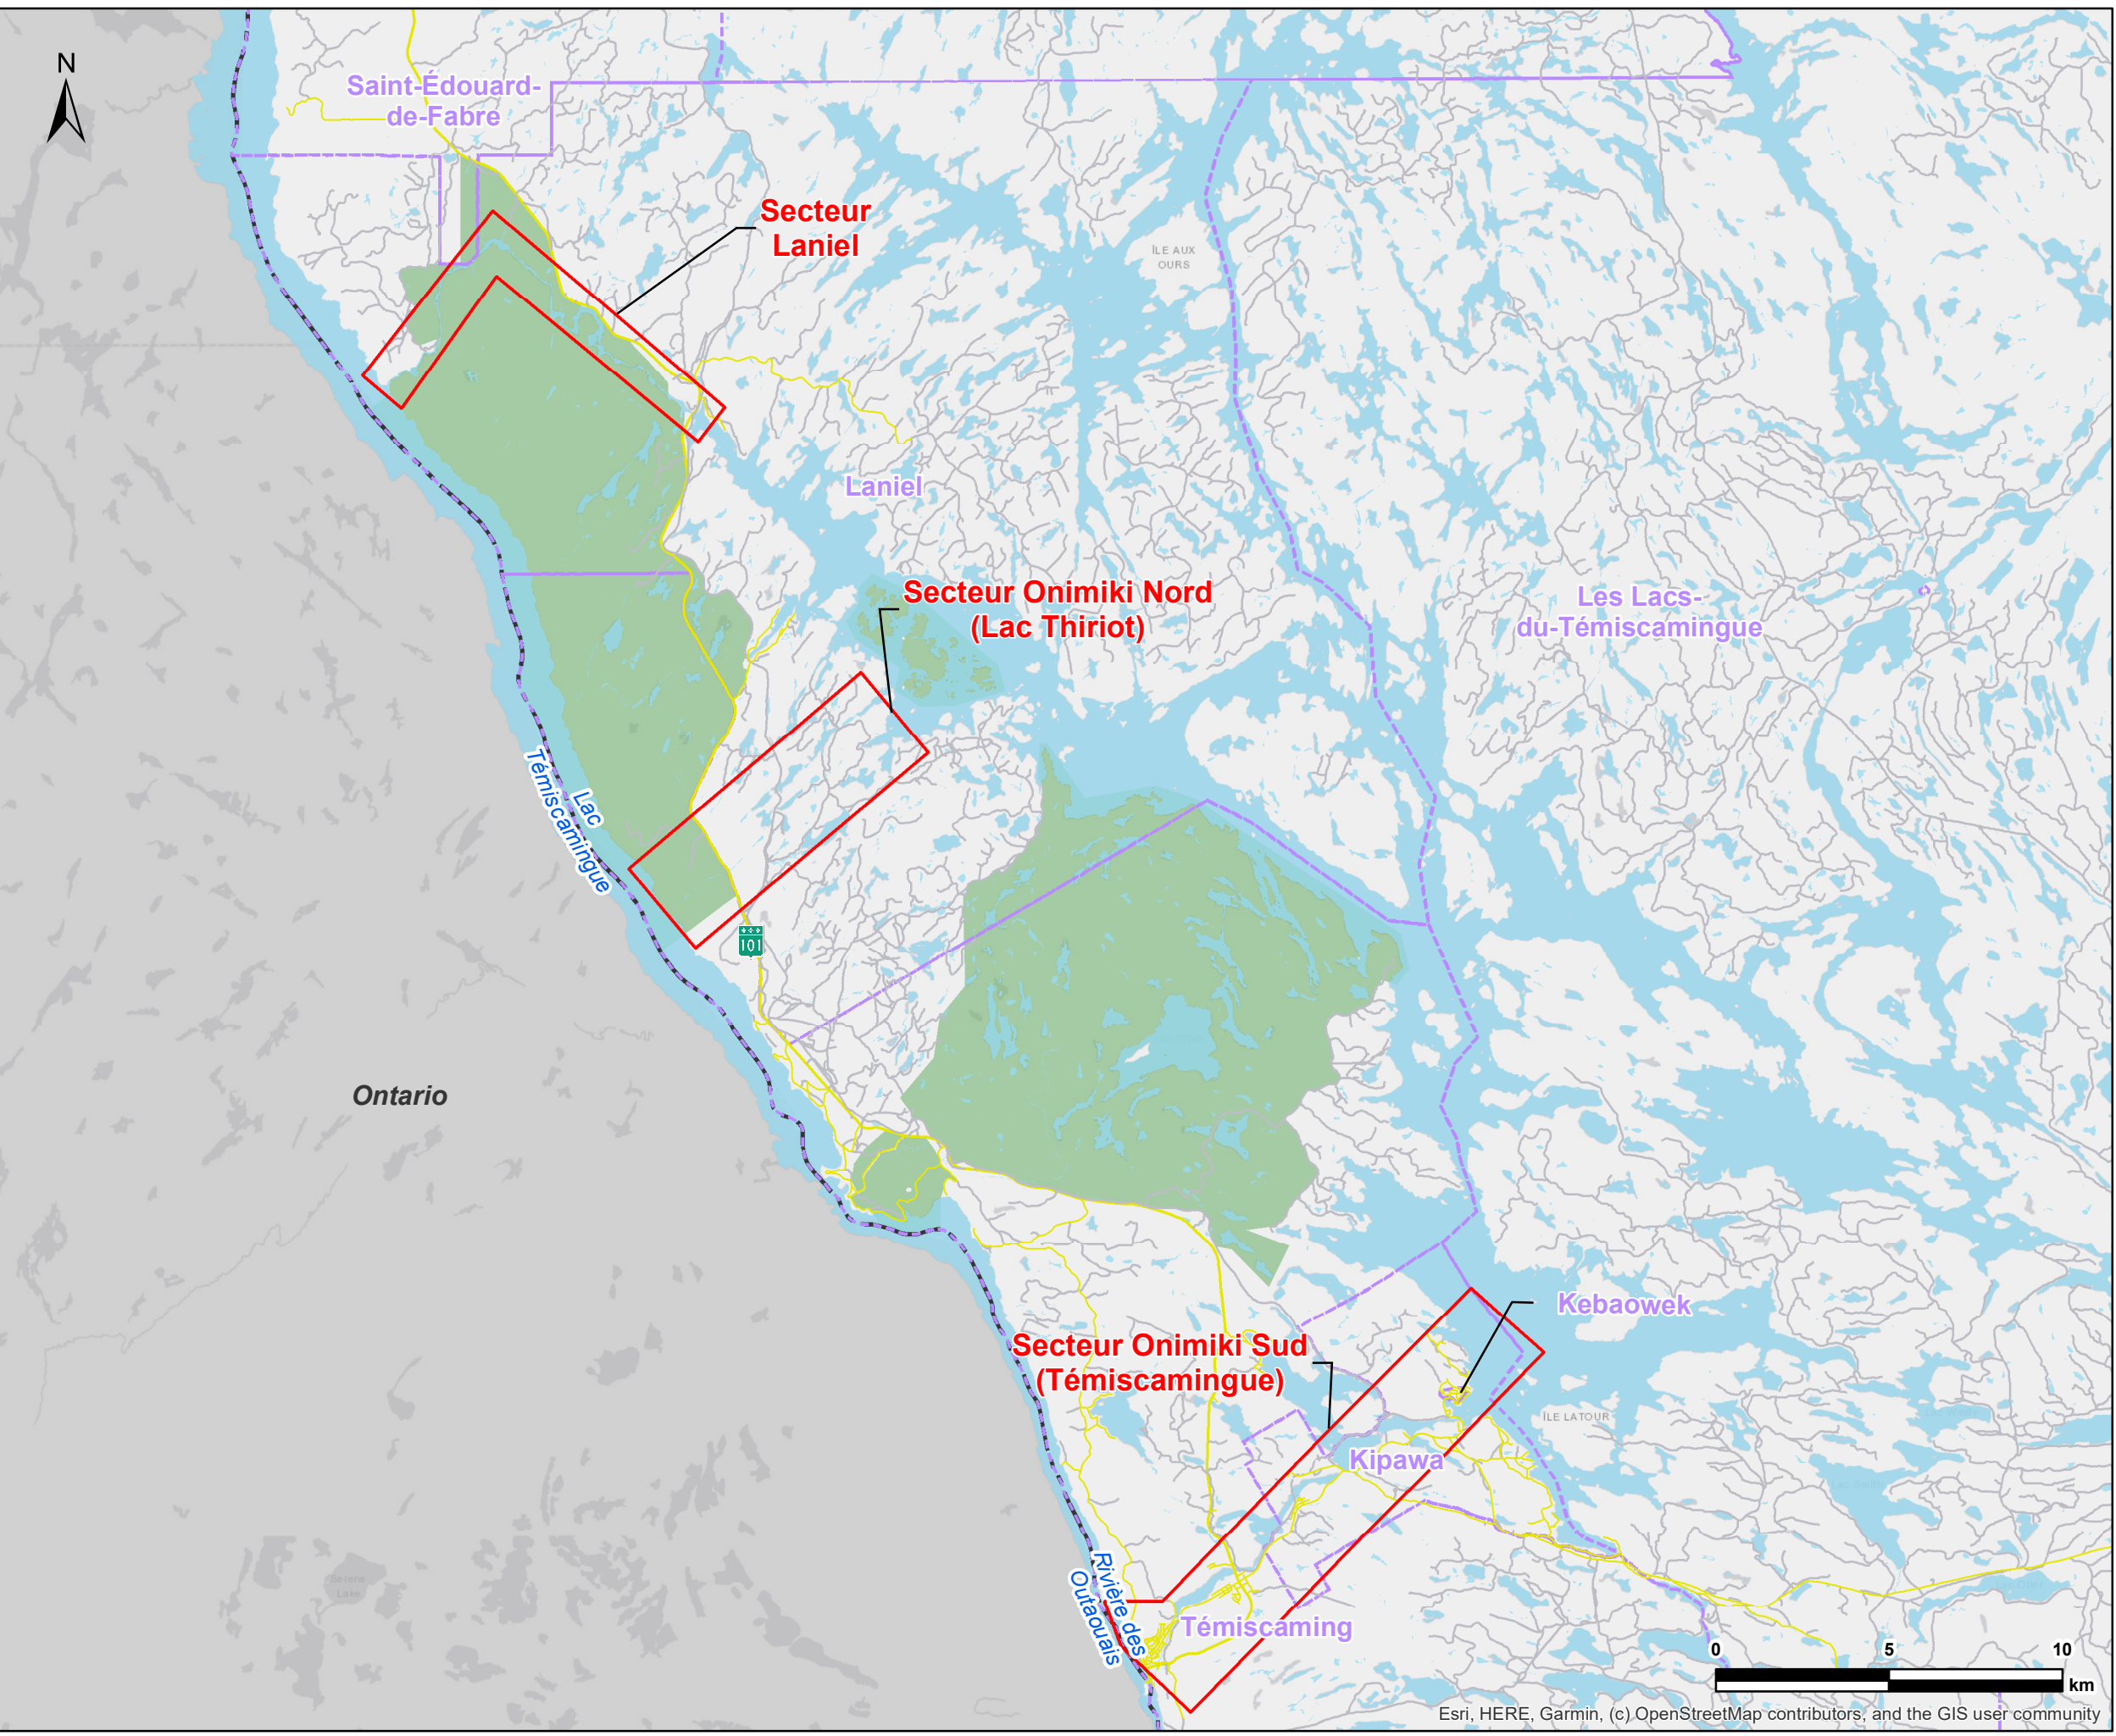 N
Saint-Édouard-
de-Fabre
Secteur
Laniel
ÎLE AUX
OURS
Laniel
Secteur Onimiki Nord
(Lac Thiriot)
Les Lacs-
du-Témiscamingue
Lac
Témiscamingue
101
Ontario
Kebaowek
Secteur Onimiki Sud
(Témiscamingue)
ÎLE LATOUR
Kipawa
Rivière des
Outaouais
Témiscaming
Serene
Lake
0 5 10
km
Esri, HERE, Garmin, (c) OpenStreetMap contributors, and the GIS user community